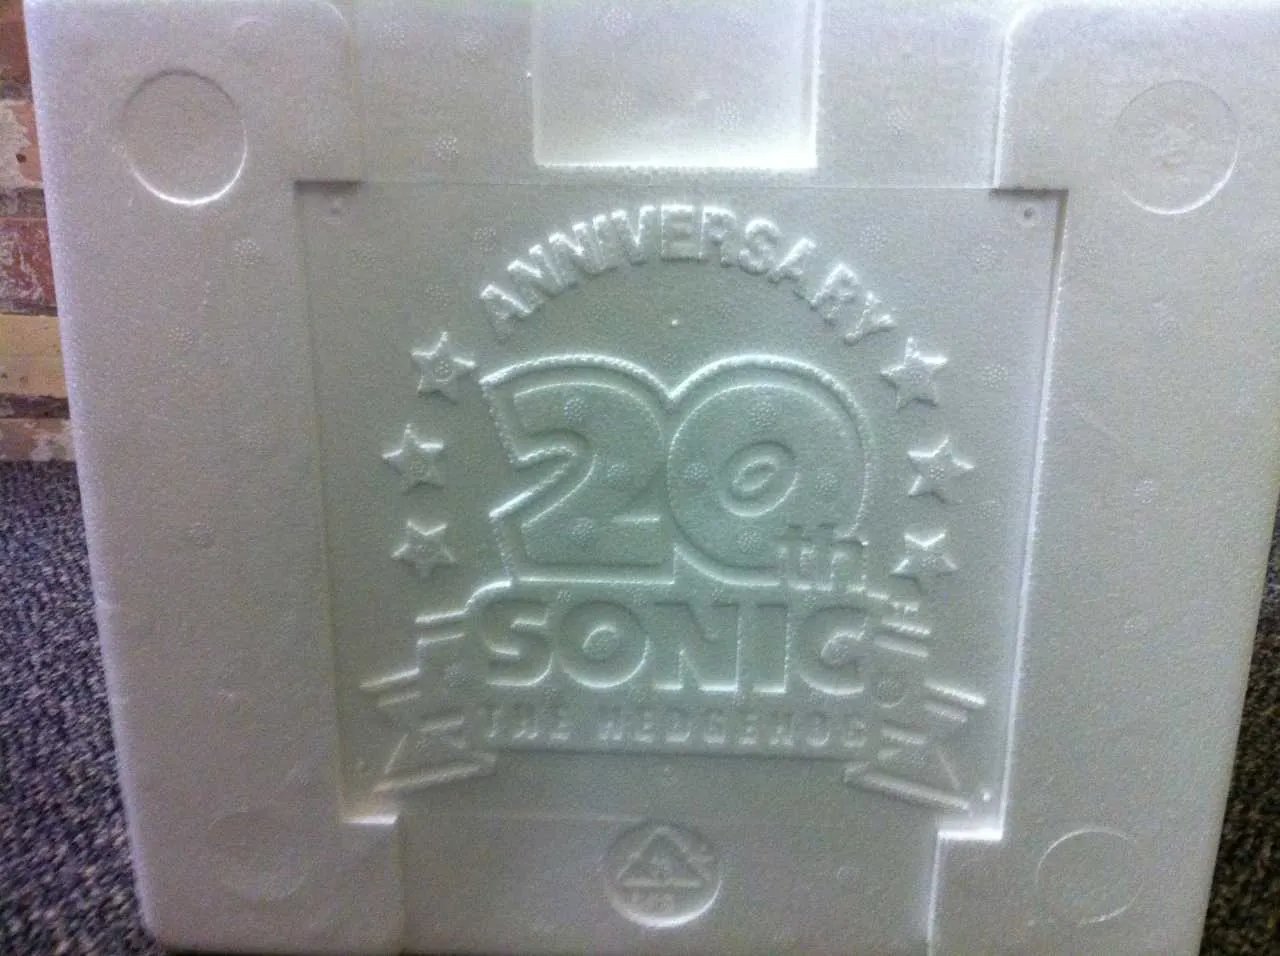 ANNIVERSARY
20th
SONIC
THE HEDGEHOG